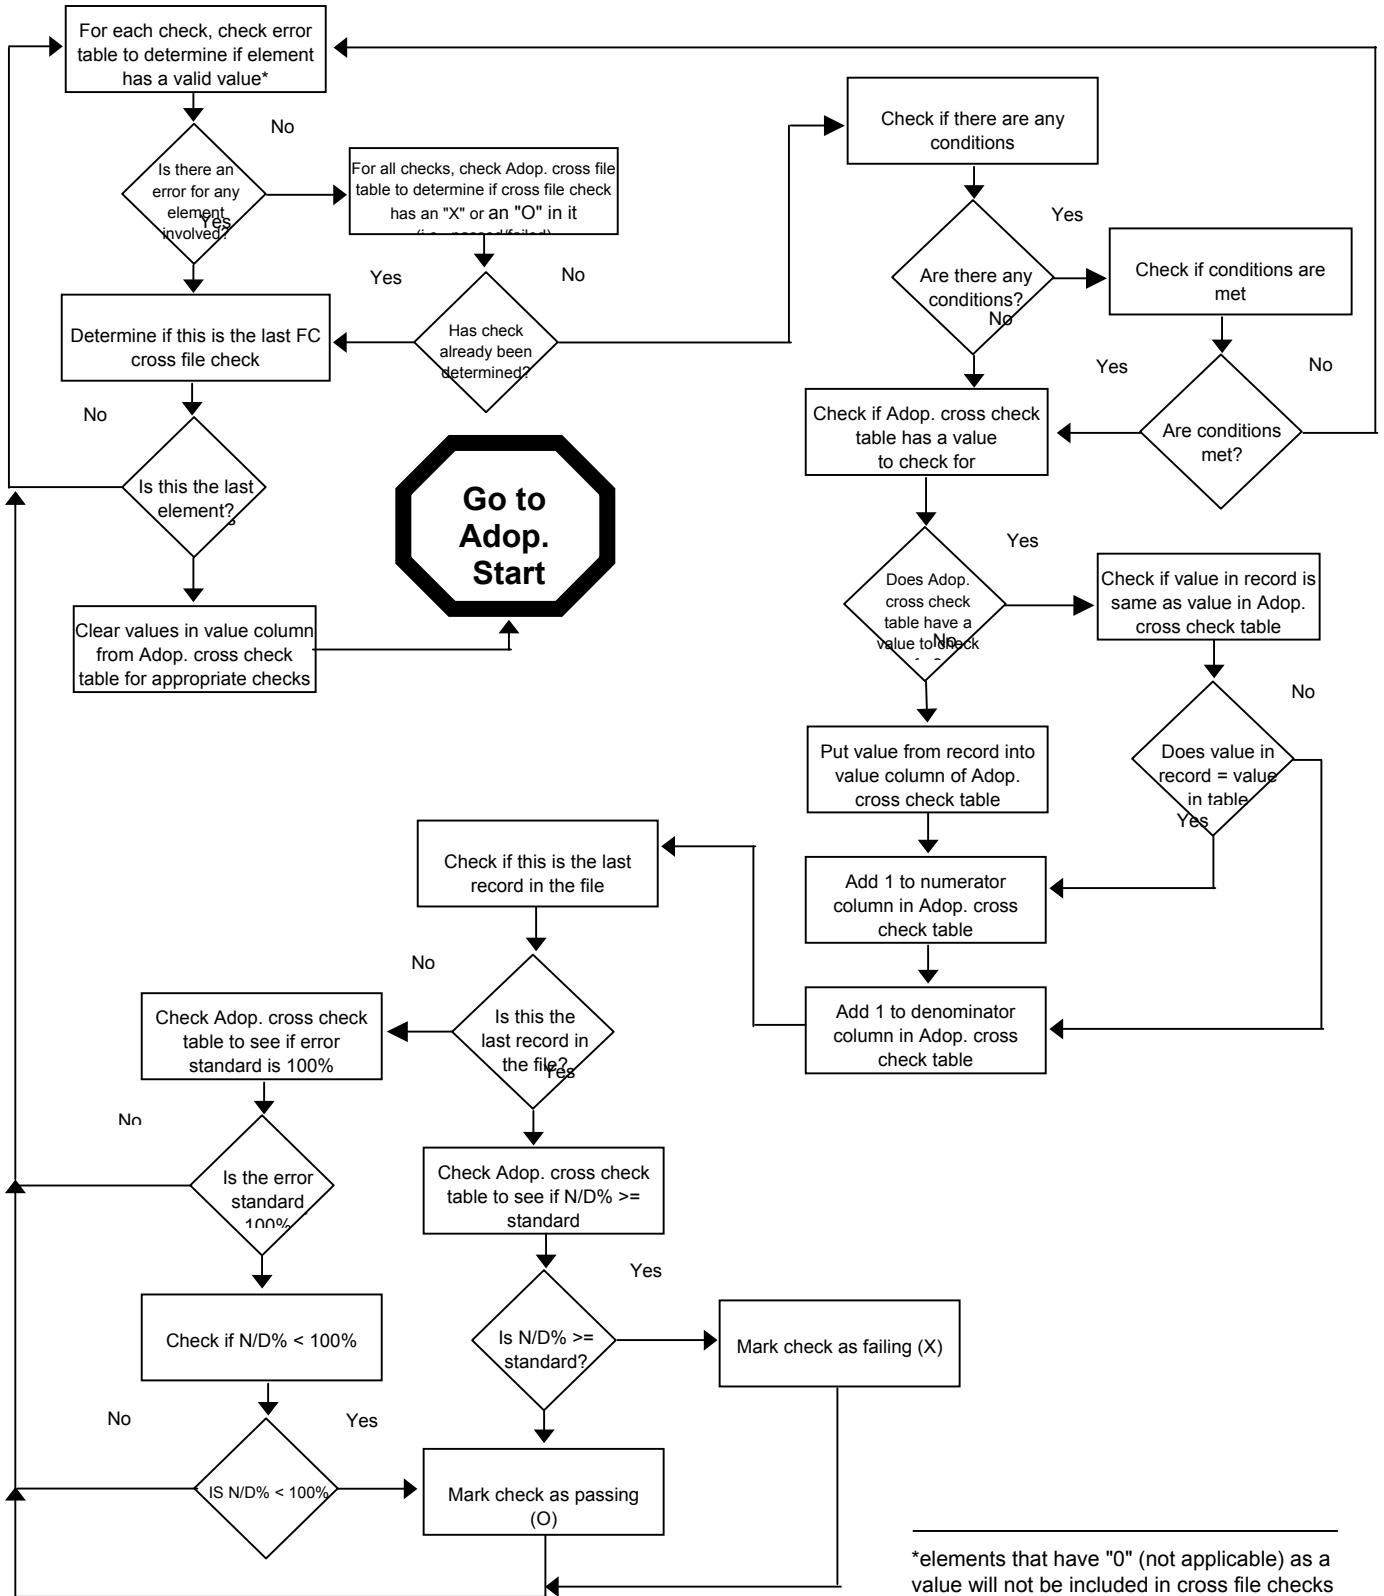 For each check, check error
table to determine if element
has a valid value*
No
Is there an
error for any
element
involved?
Yes
For all checks, check Adop. cross file
table to determine if cross file check
has an "X" or an "O" in it
(i.e., passed/failed)
Yes
No
Has check
already been
determined?
Determine if this is the last FC
cross file check
No
Is this the last
element?
Clear values in value column
from Adop. cross check
table for appropriate checks
Go to
Adop.
Start
Check if there are any
conditions
Yes
Are there any
conditions?
No
Check if conditions are
met
Yes
No
Are conditions
met?
Check if Adop. cross check
table has a value
to check for
Yes
Does Adop.
cross check
table have a
value to check
No
Check if value in record is
same as value in Adop.
cross check table
No
Does value in
record = value
in table
Yes
Put value from record into
value column of Adop.
cross check table
Add 1 to numerator
column in Adop. cross
check table
Add 1 to denominator
column in Adop. cross
check table
Check if this is the last
record in the file
No
Is this the
last record in
the file?
Yes
Check Adop. cross check
table to see if error
standard is 100%
No
Is the error
standard
100%
Check Adop. cross check
table to see if N/D% >=
standard
Yes
Is N/D% >=
standard?
Mark check as failing (X)
Check if N/D% < 100%
No
Yes
IS N/D% < 100%
Mark check as passing
(O)
*elements that have "0" (not applicable) as a
value will not be included in cross file checks